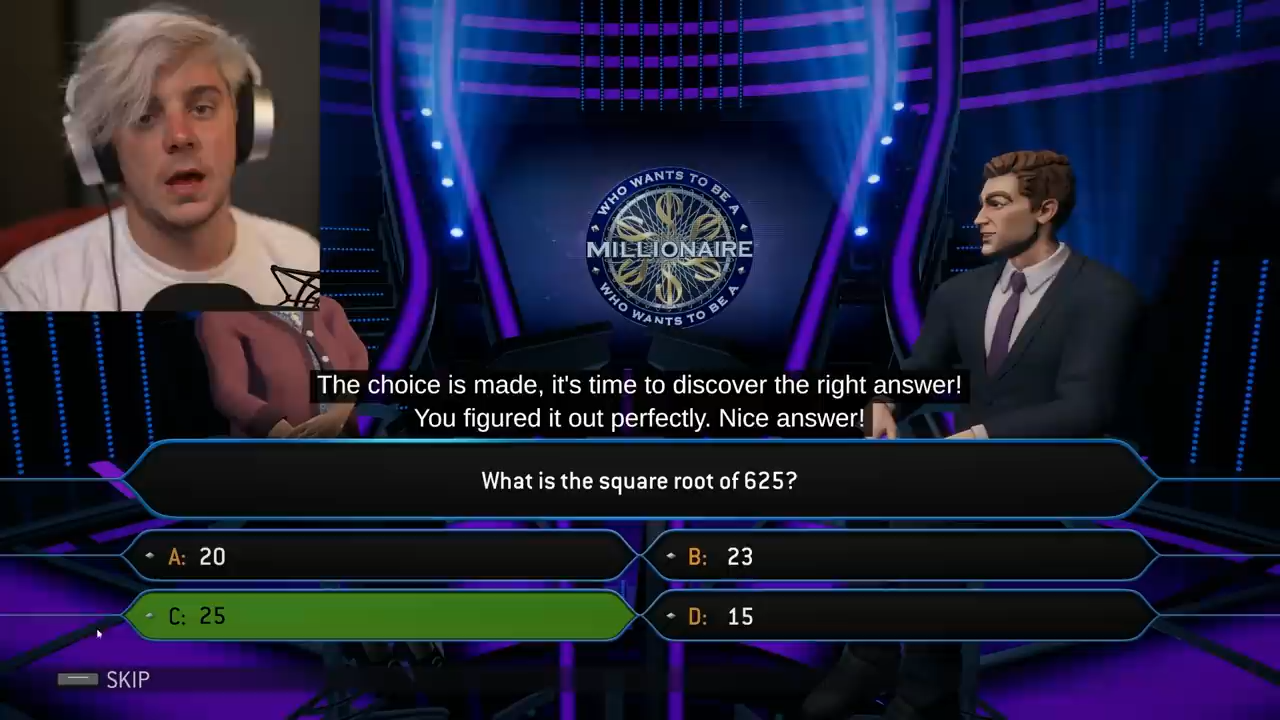 WHO WANTS TO BE A
MILLIONAIRE
WHO WANTS TO BE A
The choice is made, it's time to discover the right answer!
You figured it out perfectly. Nice answer!
What is the square root of 625?
A: 20
B: 23
C: 25
D: 15
SKIP